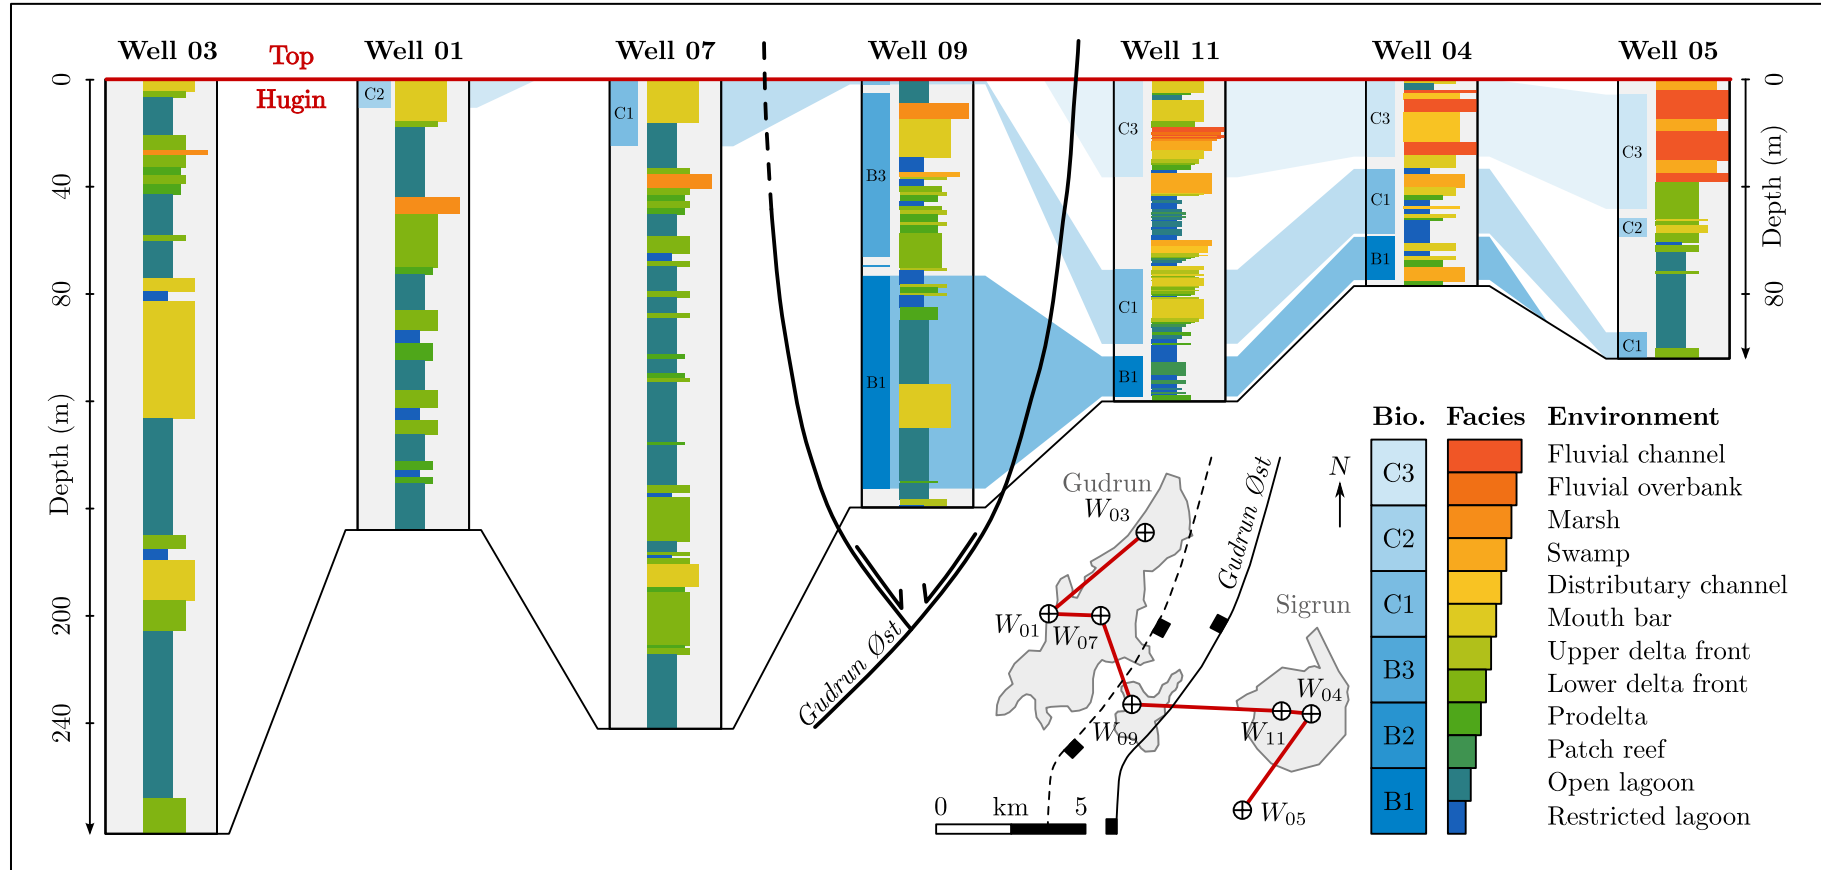 Well 03
Top
Hugin
Well 01
Well 07
Well 09
Well 11
Well 04
Well 05
0
40
80
Depth (m)
200
240
C2
C1
B3
B1
C3
C1
B1
C3
C1
B1
C3
C2
C1
0
Depth (m)
80
Gudrun Øst
Gudrun
W03
W01
W07
W09
Gudrun Øst
N
Sigrun
W04
W11
W05
0 km 5
Bio. Facies Environment
C3
C2
C1
B3
B2
B1
Fluvial channel
Fluvial overbank
Marsh
Swamp
Distributary channel
Mouth bar
Upper delta front
Lower delta front
Prodelta
Patch reef
Open lagoon
Restricted lagoon